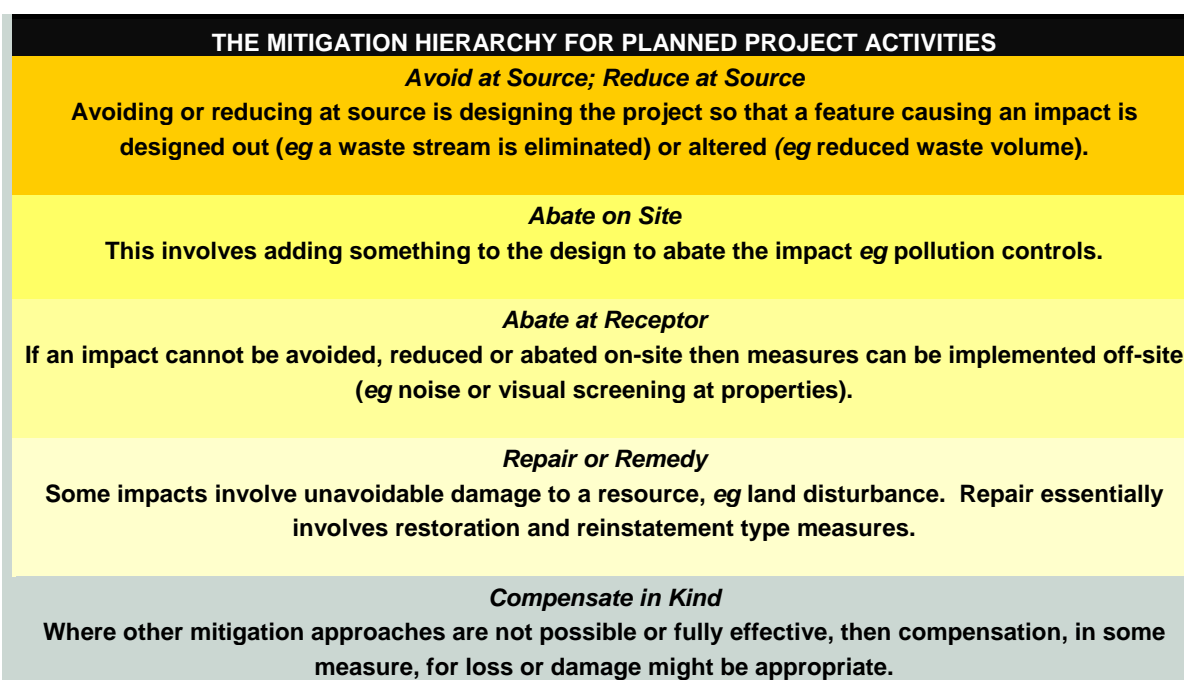 THE MITIGATION HIERARCHY FOR PLANNED PROJECT ACTIVITIES
Avoid at Source; Reduce at Source
Avoiding or reducing at source is designing the project so that a feature causing an impact is
designed out (eg a waste stream is eliminated) or altered (eg reduced waste volume).
Abate on Site
This involves adding something to the design to abate the impact eg pollution controls.
Abate at Receptor
If an impact cannot be avoided, reduced or abated on-site then measures can be implemented off-site
(eg noise or visual screening at properties).
Repair or Remedy
Some impacts involve unavoidable damage to a resource, eg land disturbance. Repair essentially
involves restoration and reinstatement type measures.
Compensate in Kind
Where other mitigation approaches are not possible or fully effective, then compensation, in some
measure, for loss or damage might be appropriate.